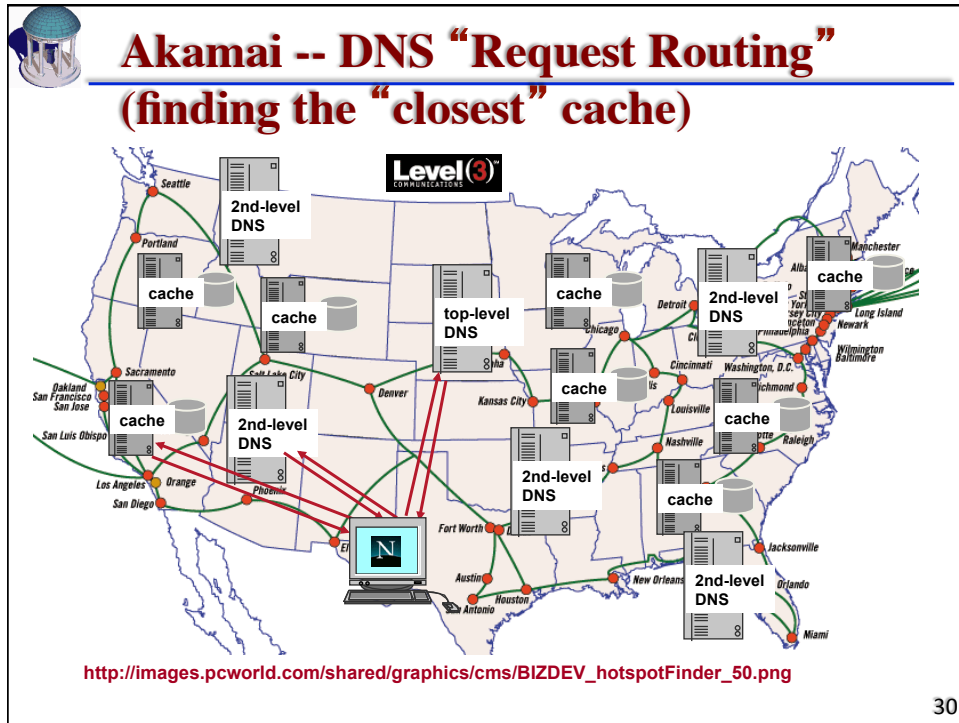 Akamai -- DNS “Request Routing”
(finding the “closest” cache)
Level(3)
COMMUNICATIONS
Seattle
2nd-level
DNS
Portland
Manchester
cache
cache
cache
cache
top-level
DNS
2nd-level
DNS
Detroit
Chicago
Long Island
Newark
Wilmington
Baltimore
Washington, D.C.
Cincinnati
Sacramento
Salt Lake City
Denver
Oakland
San Francisco
San Jose
Kansas City
cache
Louisville
cache
cache
2nd-level
DNS
San Luis Obispo
Raleigh
Nashville
2nd-level
DNS
Los Angeles
Orange
San Diego
Phoenix
cache
Fort Worth
Jacksonville
N
Austin
Houston
Antonio
New Orleans
2nd-level
DNS
Orlando
Miami
http://images.pcworld.com/shared/graphics/cms/BIZDEV_hotspotFinder_50.png
30